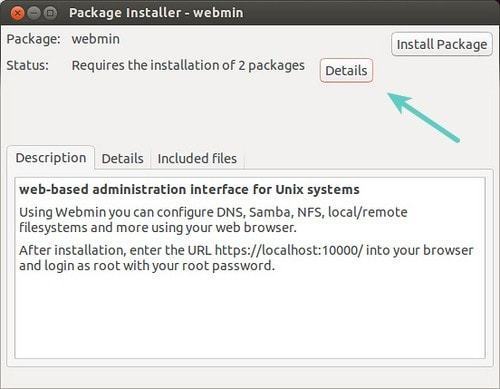 Package Installer - webmin
Package: webmin
Install Package
Status: Requires the installation of 2 packages
Details
Description
Details
Included files
web-based administration interface for Unix systems
Using Webmin you can configure DNS, Samba, NFS, local/remote
filesystems and more using your web browser.
After installation, enter the URL https://localhost:10000/ into your browser
and login as root with your root password.